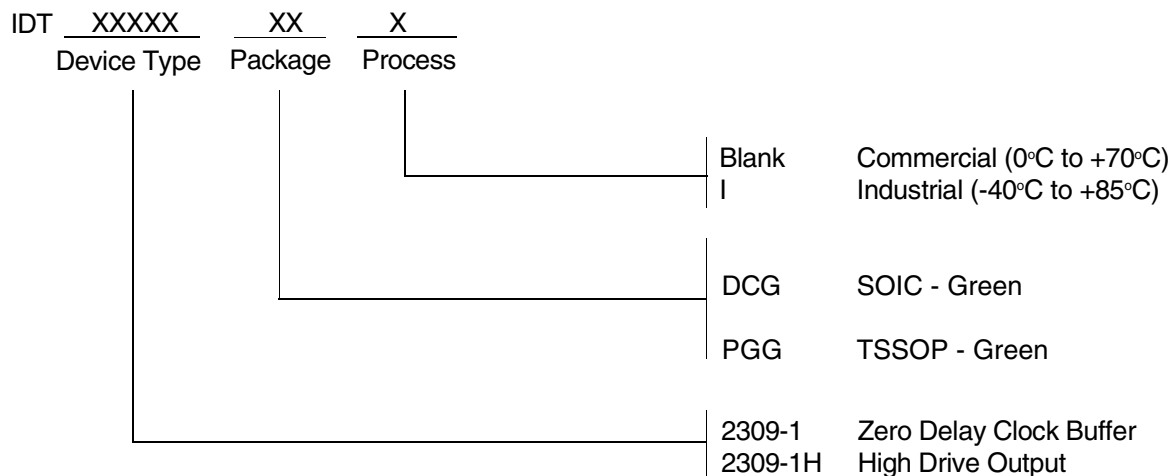 IDT XXXXX XX X
Device Type Package Process
Blank Commercial (0°C to +70°C)
I Industrial (-40°C to +85°C)
DCG SOIC - Green
PGG TSSOP - Green
2309-1 Zero Delay Clock Buffer
2309-1H High Drive Output